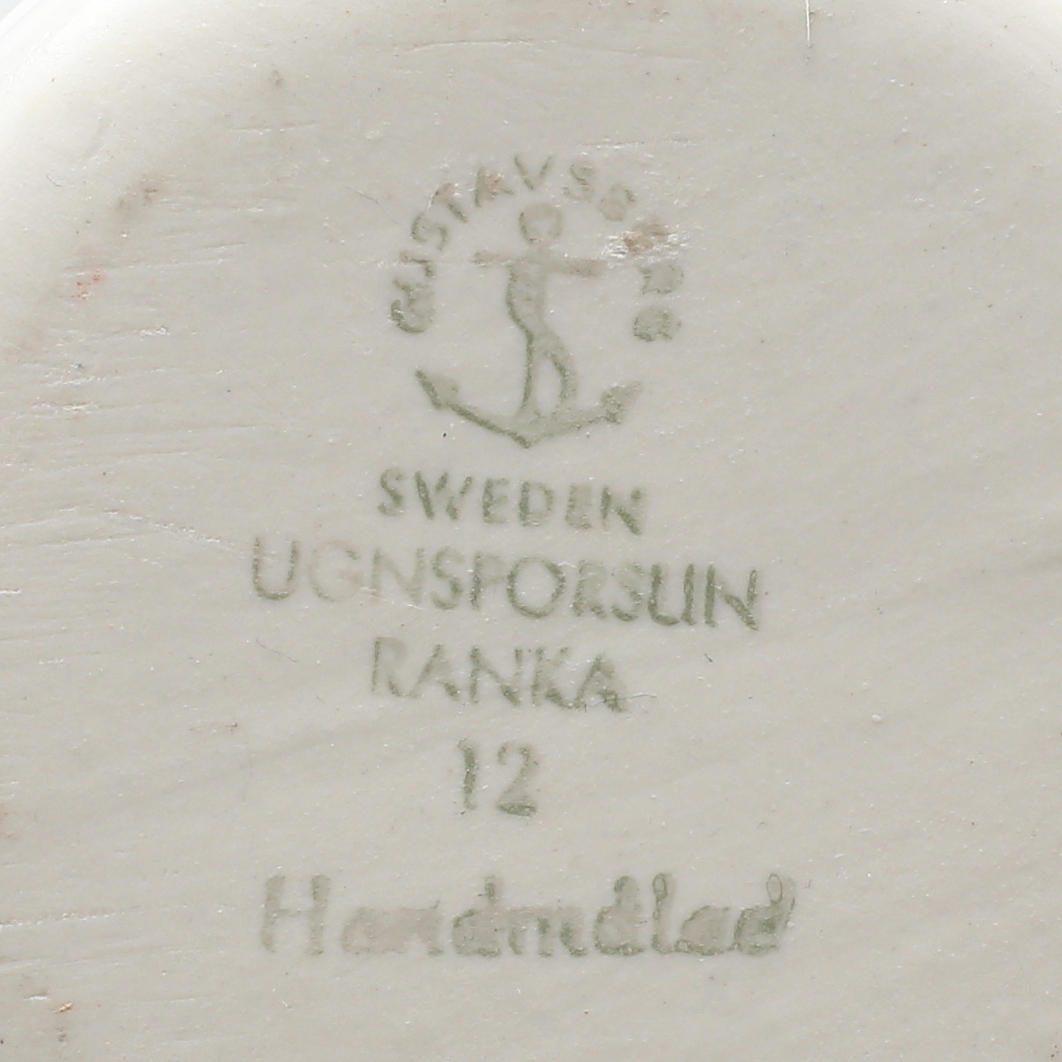 GUSTAVSBERG
SWEDEN
UGNSPORSLIN
RANKA
12
Handmålad